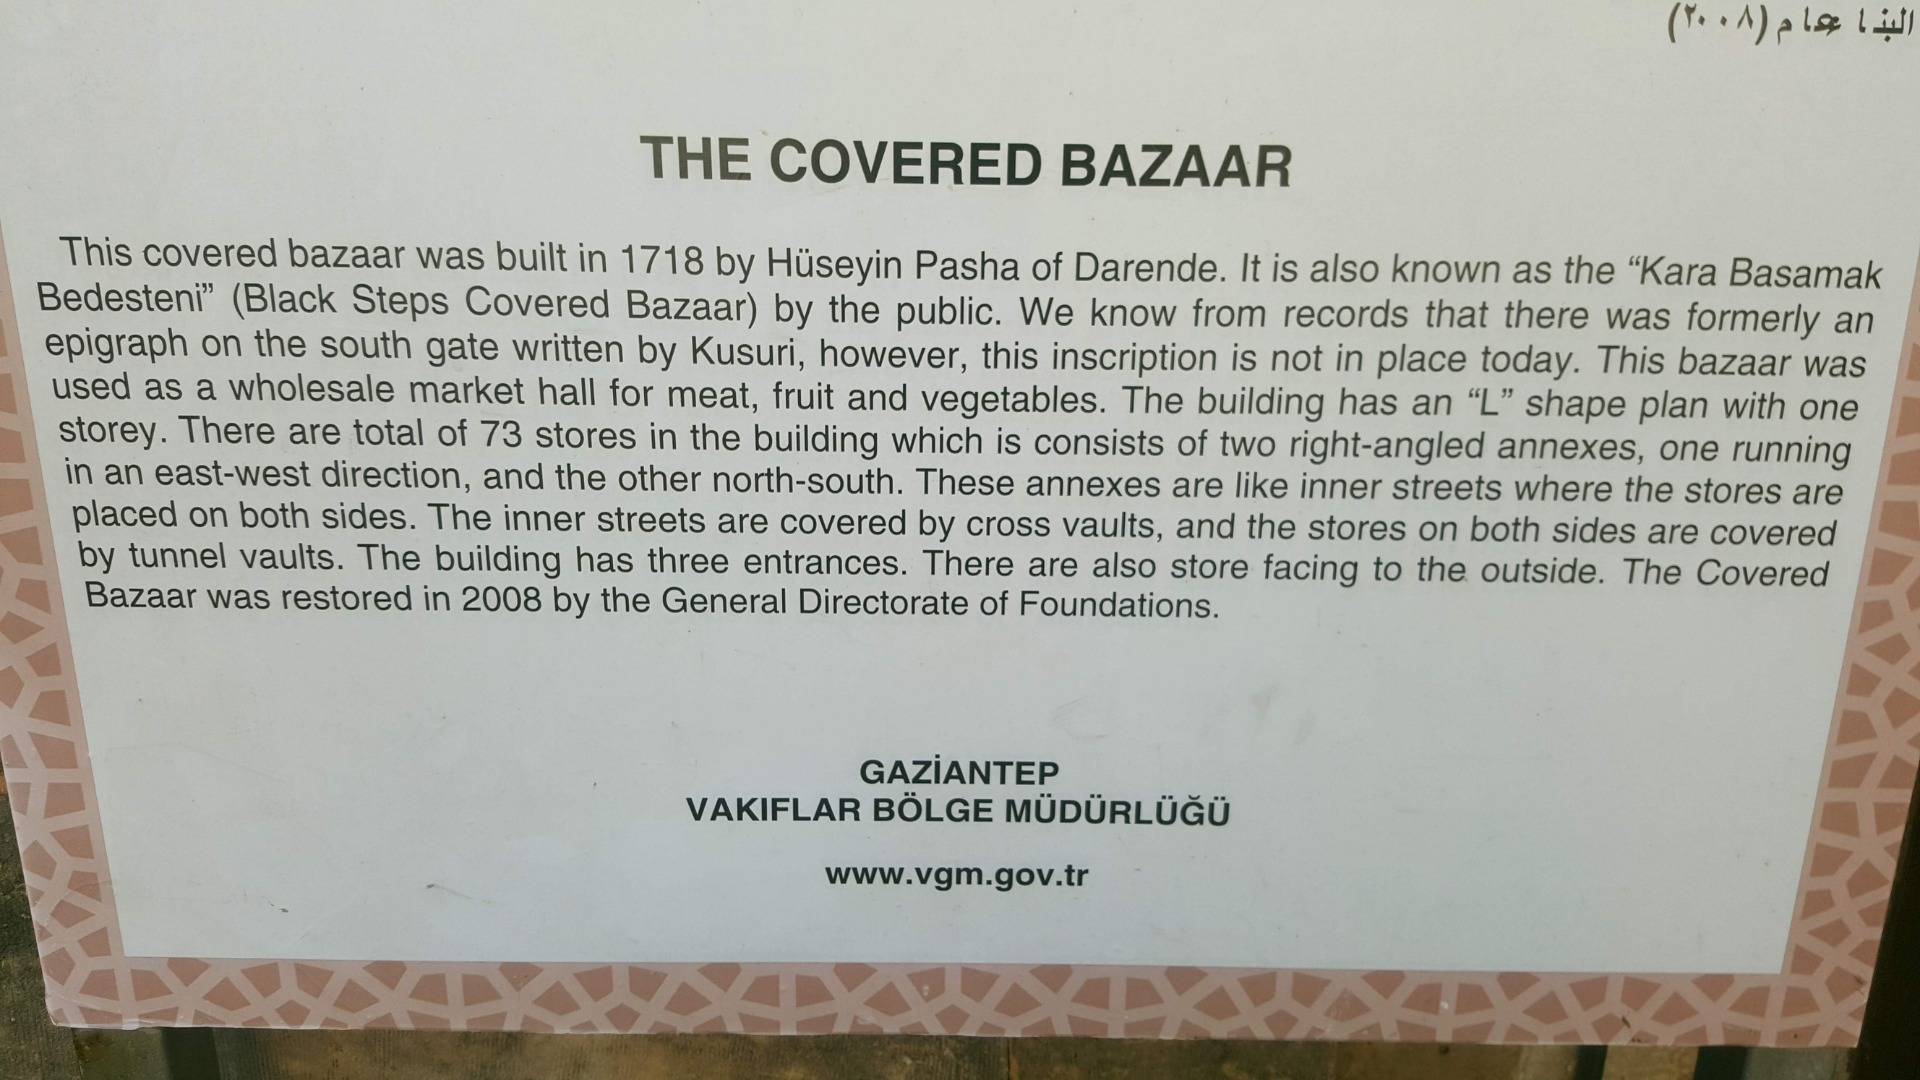 البنا عام (٢٠٠٨)
THE COVERED BAZAAR
This covered bazaar was built in 1718 by Hüseyin Pasha of Darende. It is also known as the “Kara Basamak
Bedesteni” (Black Steps Covered Bazaar) by the public. We know from records that there was formerly an
epigraph on the south gate written by Kusuri, however, this inscription is not in place today. This bazaar was
used as a wholesale market hall for meat, fruit and vegetables. The building has an “L” shape plan with one
storey. There are total of 73 stores in the building which is consists of two right-angled annexes, one running
in an east-west direction, and the other north-south. These annexes are like inner streets where the stores are
placed on both sides. The inner streets are covered by cross vaults, and the stores on both sides are covered
by tunnel vaults. The building has three entrances. There are also store facing to the outside. The Covered
Bazaar was restored in 2008 by the General Directorate of Foundations.
GAZİANTEP
VAKIFLAR BÖLGE MÜDÜRLÜĞÜ
www.vgm.gov.tr